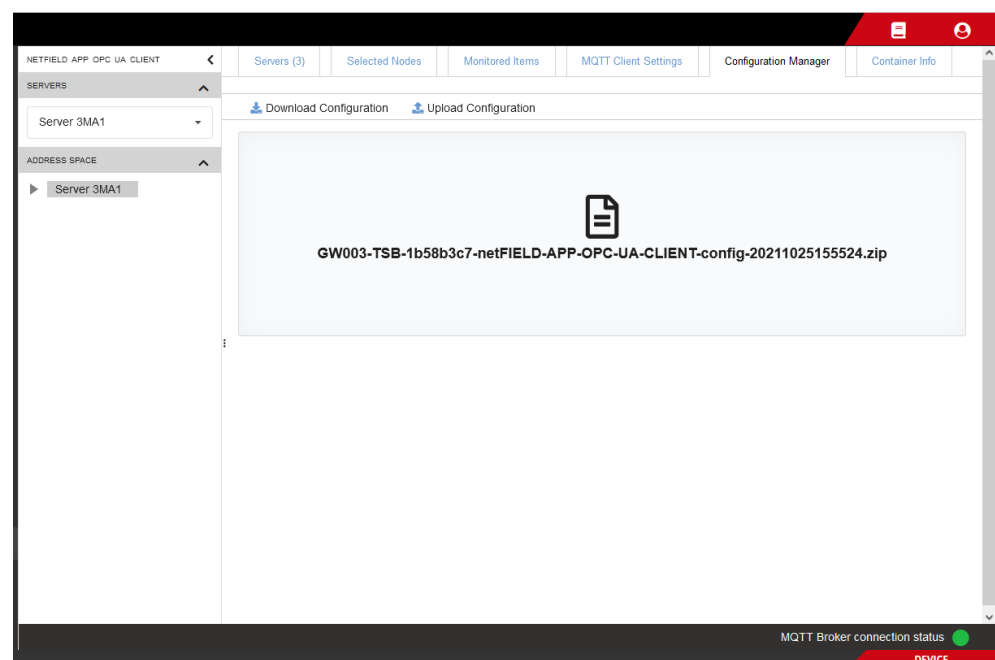 NETFIELD APP OPC UA CLIENT
Servers (3)
Selected Nodes
Monitored Items
MQTT Client Settings
Configuration Manager
Container Info
SERVERS
Server 3MA1
ADDRESS SPACE
Server 3MA1
Download Configuration
Upload Configuration
GW003-TSB-1b58b3c7-netFIELD-APP-OPC-UA-CLIENT-config-20211025155524.zip
MQTT Broker connection status
DEVICE